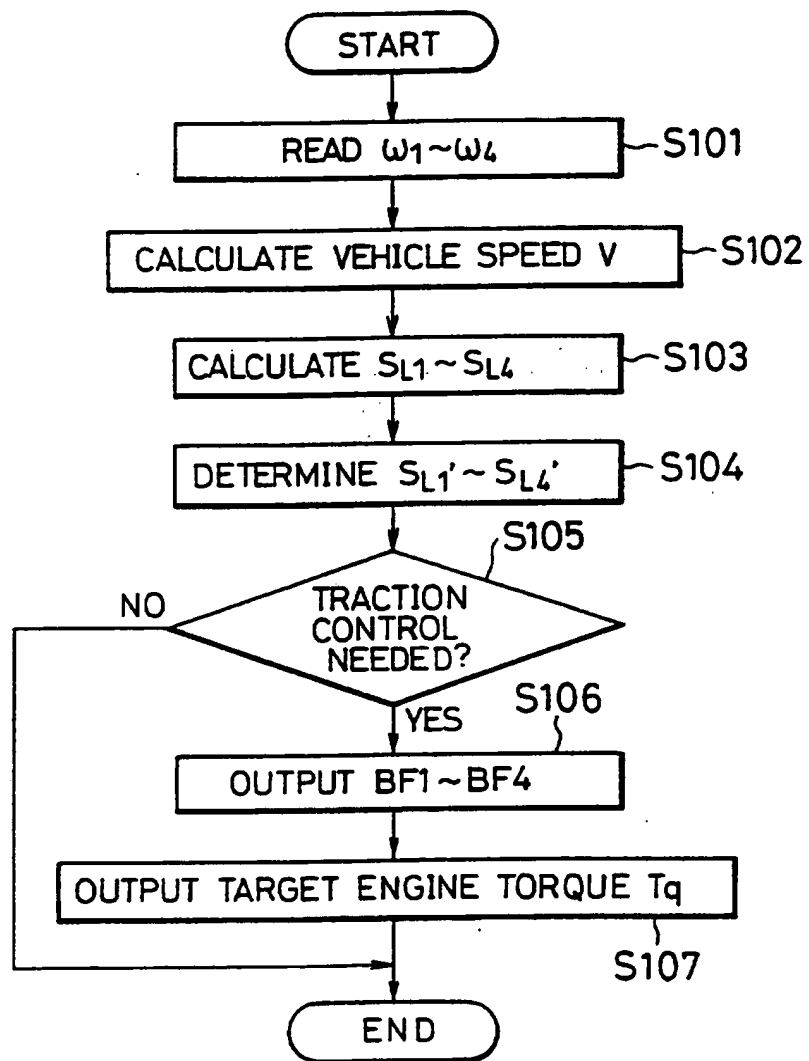 START
READ ω1~ω4
S101
CALCULATE VEHICLE SPEED V
S102
CALCULATE SL1~SL4
S103
DETERMINE SL1'~SL4'
S104
S105
NO
TRACTION
CONTROL
NEEDED?
YES
S106
OUTPUT BF1~BF4
OUTPUT TARGET ENGINE TORQUE Tq
S107
END